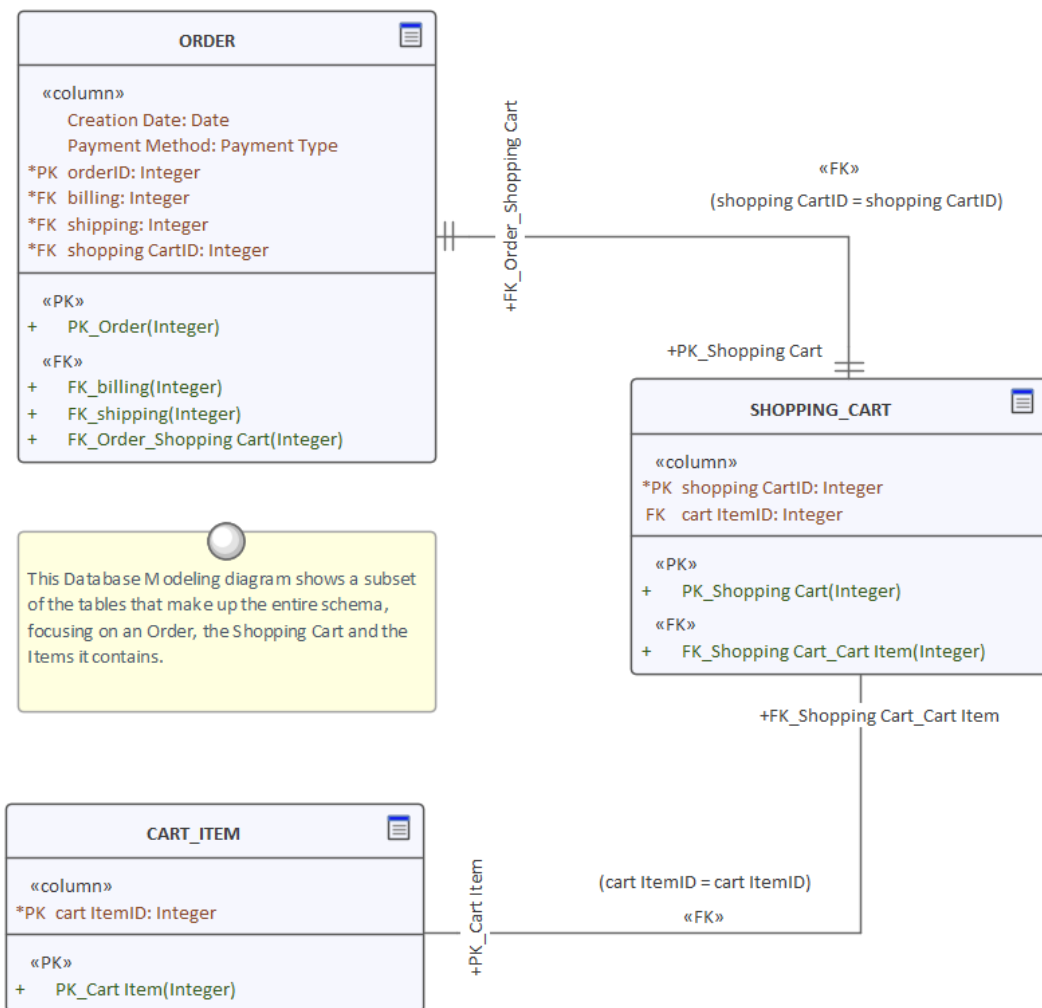 ORDER
«column»
Creation Date: Date
Payment Method: Payment Type
*PK orderID: Integer
*FK billing: Integer
*FK shipping: Integer
*FK shopping CartID: Integer
«PK»
+ PK_Order(Integer)
«FK»
+ FK_billing(Integer)
+ FK_shipping(Integer)
+ FK_Order_Shopping Cart(Integer)
+FK_Order_Shopping Cart
«FK»
(shopping CartID = shopping CartID)
+PK_Shopping Cart
SHOPPING_CART
«column»
*PK shopping CartID: Integer
FK cart ItemID: Integer
«PK»
+ PK_Shopping Cart(Integer)
«FK»
+ FK_Shopping Cart_Cart Item(Integer)
This Database Modeling diagram shows a subset
of the tables that make up the entire schema,
focusing on an Order, the Shopping Cart and the
Items it contains.
+FK_Shopping Cart_Cart Item
CART_ITEM
«column»
*PK cart ItemID: Integer
«PK»
+ PK_Cart Item(Integer)
+PK_Cart Item
(cart ItemID = cart ItemID)
«FK»